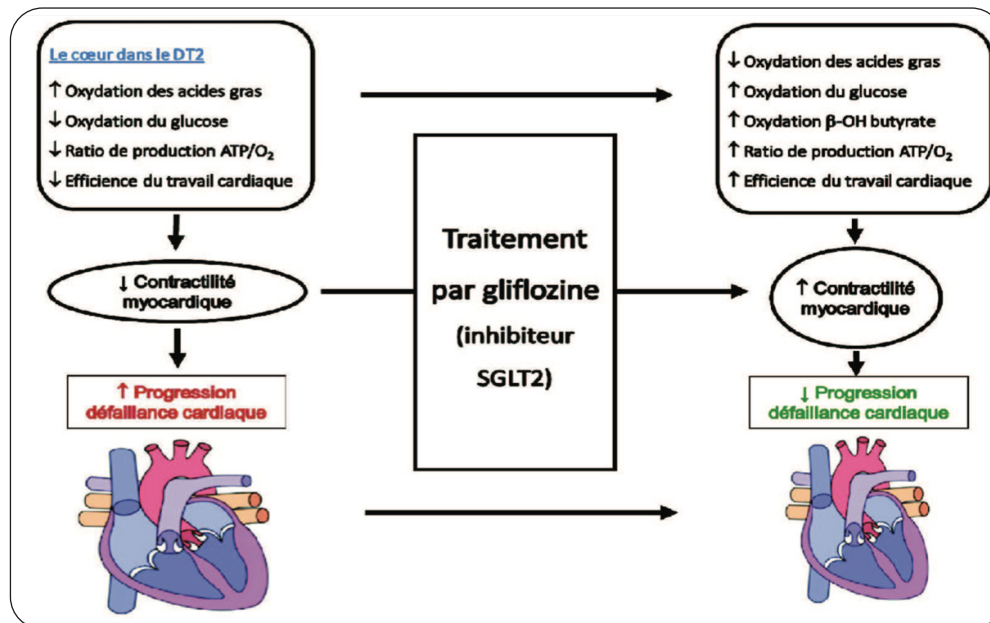 Le cœur dans le DT2
↑ Oxydation des acides gras
↓ Oxydation du glucose
↓ Ratio de production ATP/O₂
↓ Efficience du travail cardiaque
↓ Contractilité
myocardique
↑ Progression
défaillance cardiaque
Traitement
par gliflozine
(inhibiteur
SGLT2)
↓ Oxydation des acides gras
↑ Oxydation du glucose
↑ Oxydation β-OH butyrate
↑ Ratio de production ATP/O₂
↑ Efficience du travail cardiaque
↑ Contractilité
myocardique
↓ Progression
défaillance cardiaque